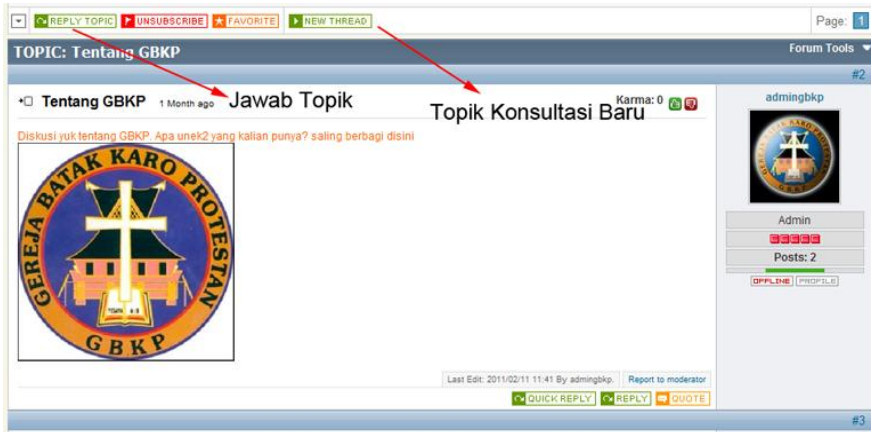 REPLY TOPIC UNSUBSCRIBE FAVORITE NEW THREAD Page: 1
TOPIC: Tentang GBKP Forum Tools
#2
Tentang GBKP 1 Month ago Jawab Topik
Topik Konsultasi Baru
Karma: 0
admingbkp
Diskusi yuk tentang GBKP. Apa unek2 yang kalian punya? saling berbagi disini
GEREJA BATAK KARO PROTESTAN
GBKP
Admin
Posts: 2
OFFLINE PROFILE
Last Edit: 2011/02/11 11:41 By admingbkp. Report to moderator
QUICK REPLY REPLY QUOTE
#3